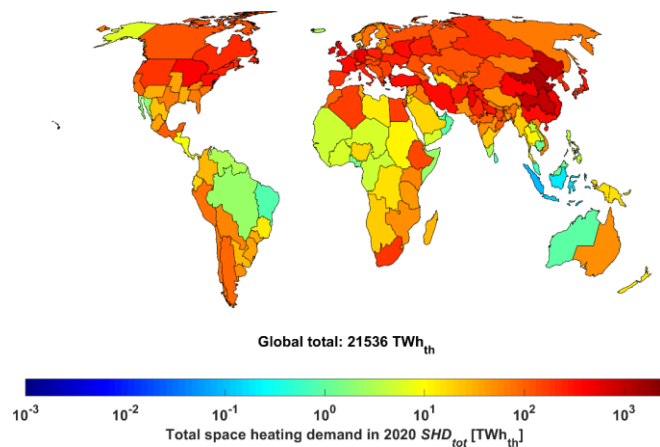 Global total: 21536 TWh_th
10^-3 10^-2 10^-1 10^0 10^1 10^2 10^3
Total space heating demand in 2020 SHD_tot [TWh_th]